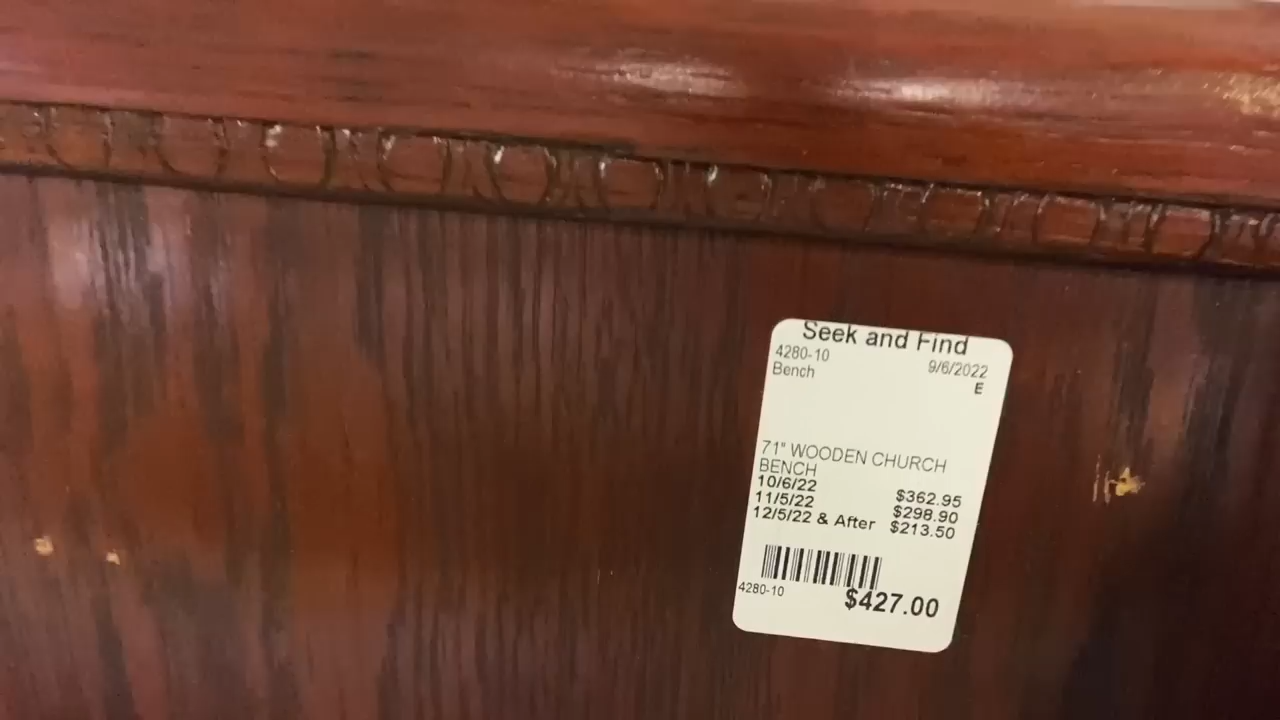 Seek and Find
4280-10 9/6/2022
Bench E
71" WOODEN CHURCH
BENCH
10/6/22 $362.95
11/5/22 $298.90
12/5/22 & After $213.50
4280-10 $427.00